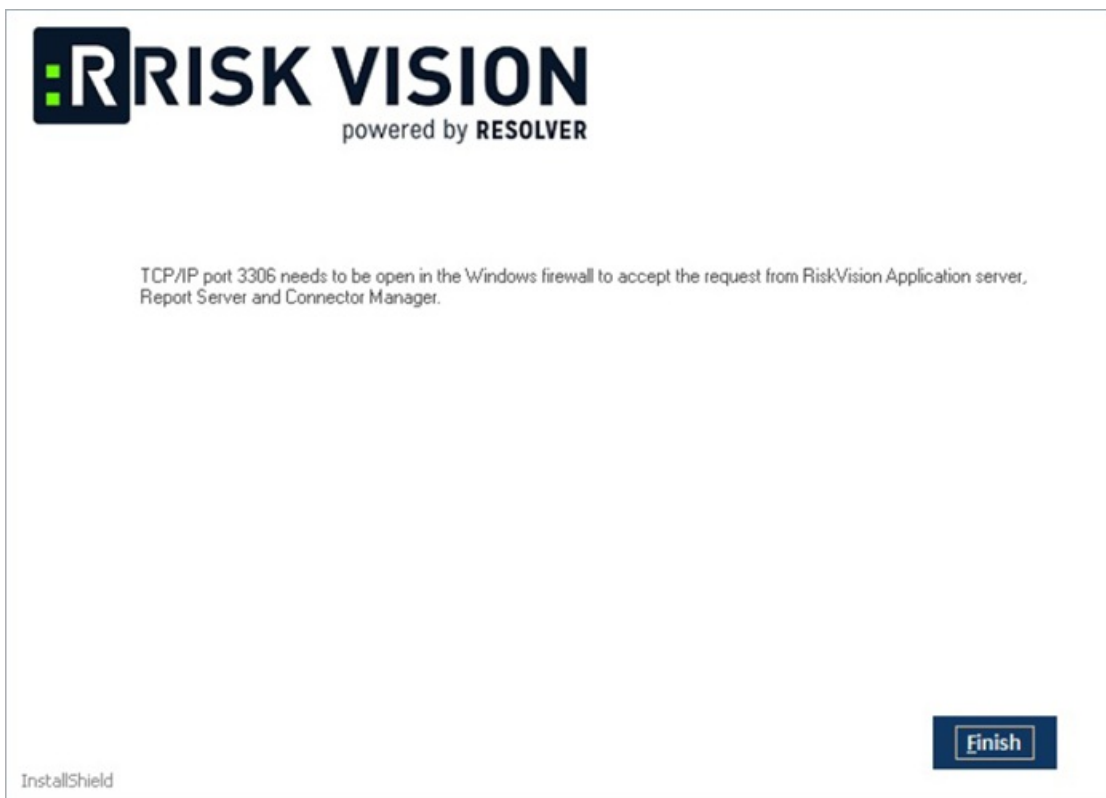 :R RISK VISION
powered by RESOLVER
TCP/IP port 3306 needs to be open in the Windows firewall to accept the request from RiskVision Application server,
Report Server and Connector Manager.
Finish
InstallShield